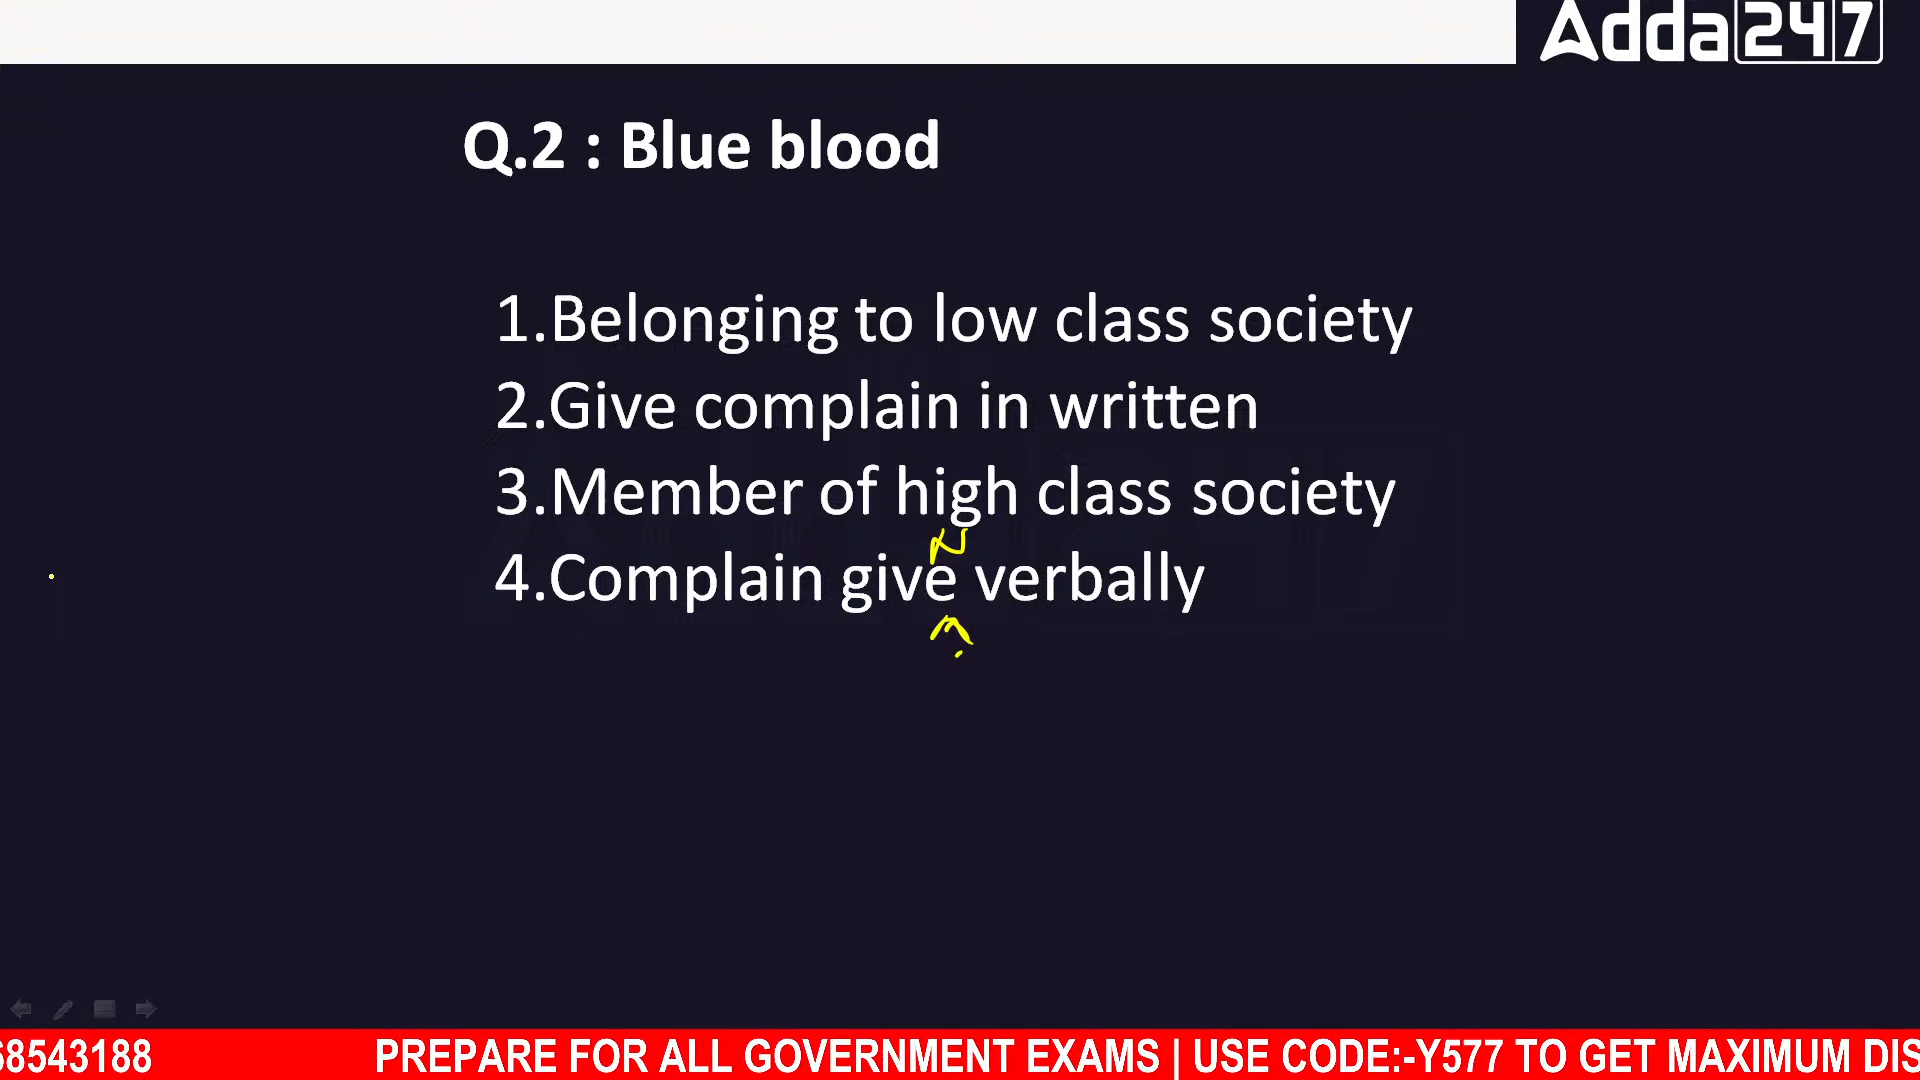 Adda247
Q.2 : Blue blood
1.Belonging to low class society
2.Give complain in written
3.Member of high class society
4.Complain give verbally
68543188 PREPARE FOR ALL GOVERNMENT EXAMS | USE CODE:-Y577 TO GET MAXIMUM DIS